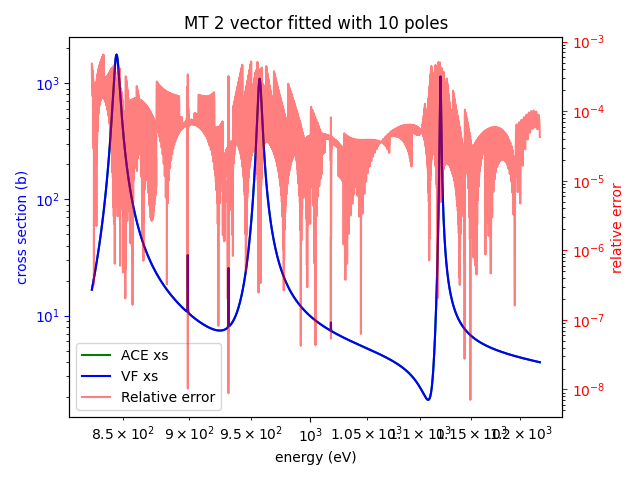 MT 2 vector fitted with 10 poles
cross section (b)
10³
10²
10¹
10⁻³
10⁻⁴
10⁻⁵
10⁻⁶
10⁻⁷
10⁻⁸
relative error
ACE xs
VF xs
Relative error
8.5 × 10² 9 × 10² 9.5 × 10² 10³ 1.05 × 10³ 1.1 × 10³ 1.15 × 10³ 1.2 × 10³
energy (eV)